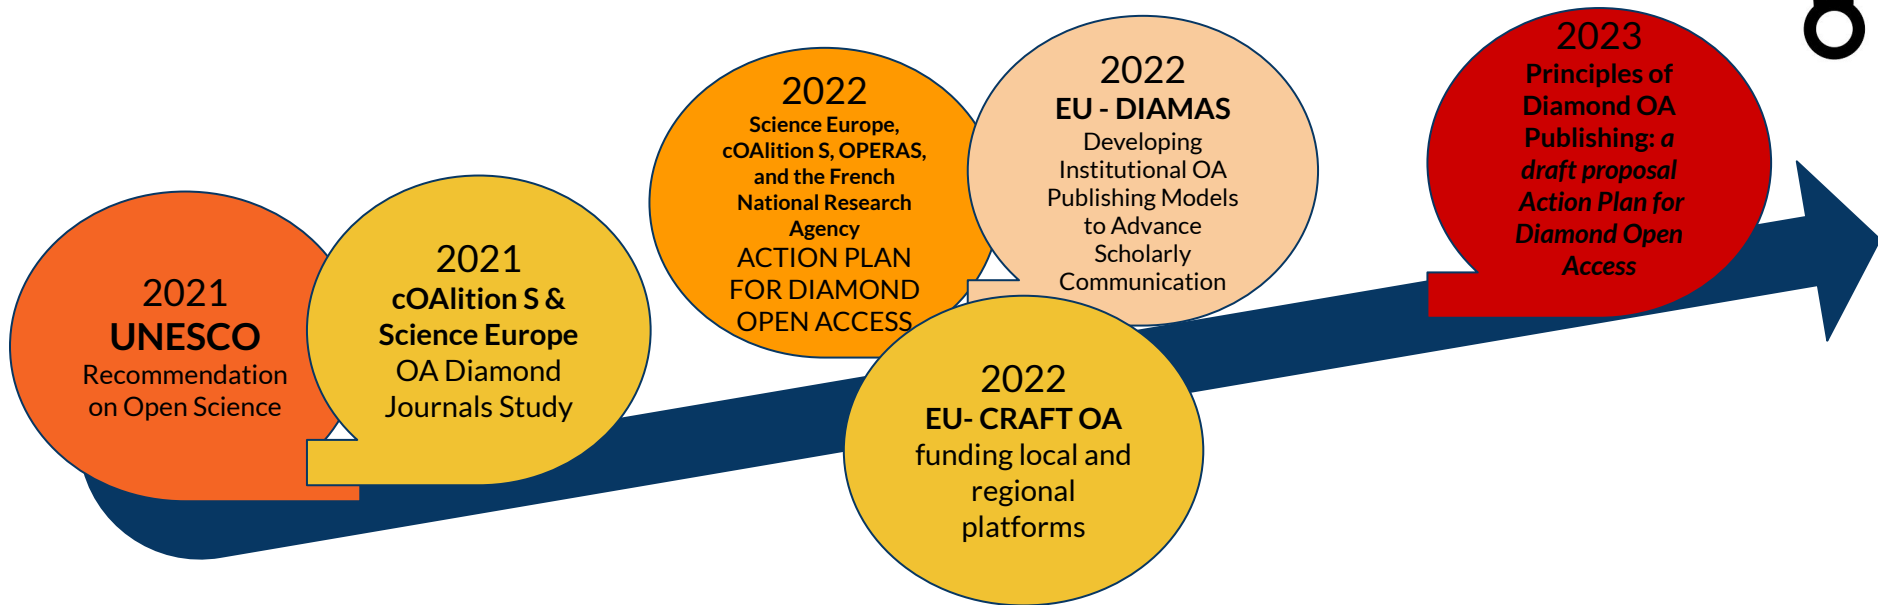 2021
UNESCO
Recommendation
on Open Science
2021
cOAlition S &
Science Europe
OA Diamond
Journals Study
2022
Science Europe,
cOAlition S, OPERAS,
and the French
National Research
Agency
ACTION PLAN
FOR DIAMOND
OPEN ACCESS
2022
EU - DIAMAS
Developing
Institutional OA
Publishing Models
to Advance
Scholarly
Communication
2022
EU- CRAFT OA
funding local and
regional
platforms
2023
Principles of
Diamond OA
Publishing: a
draft proposal
Action Plan for
Diamond Open
Access